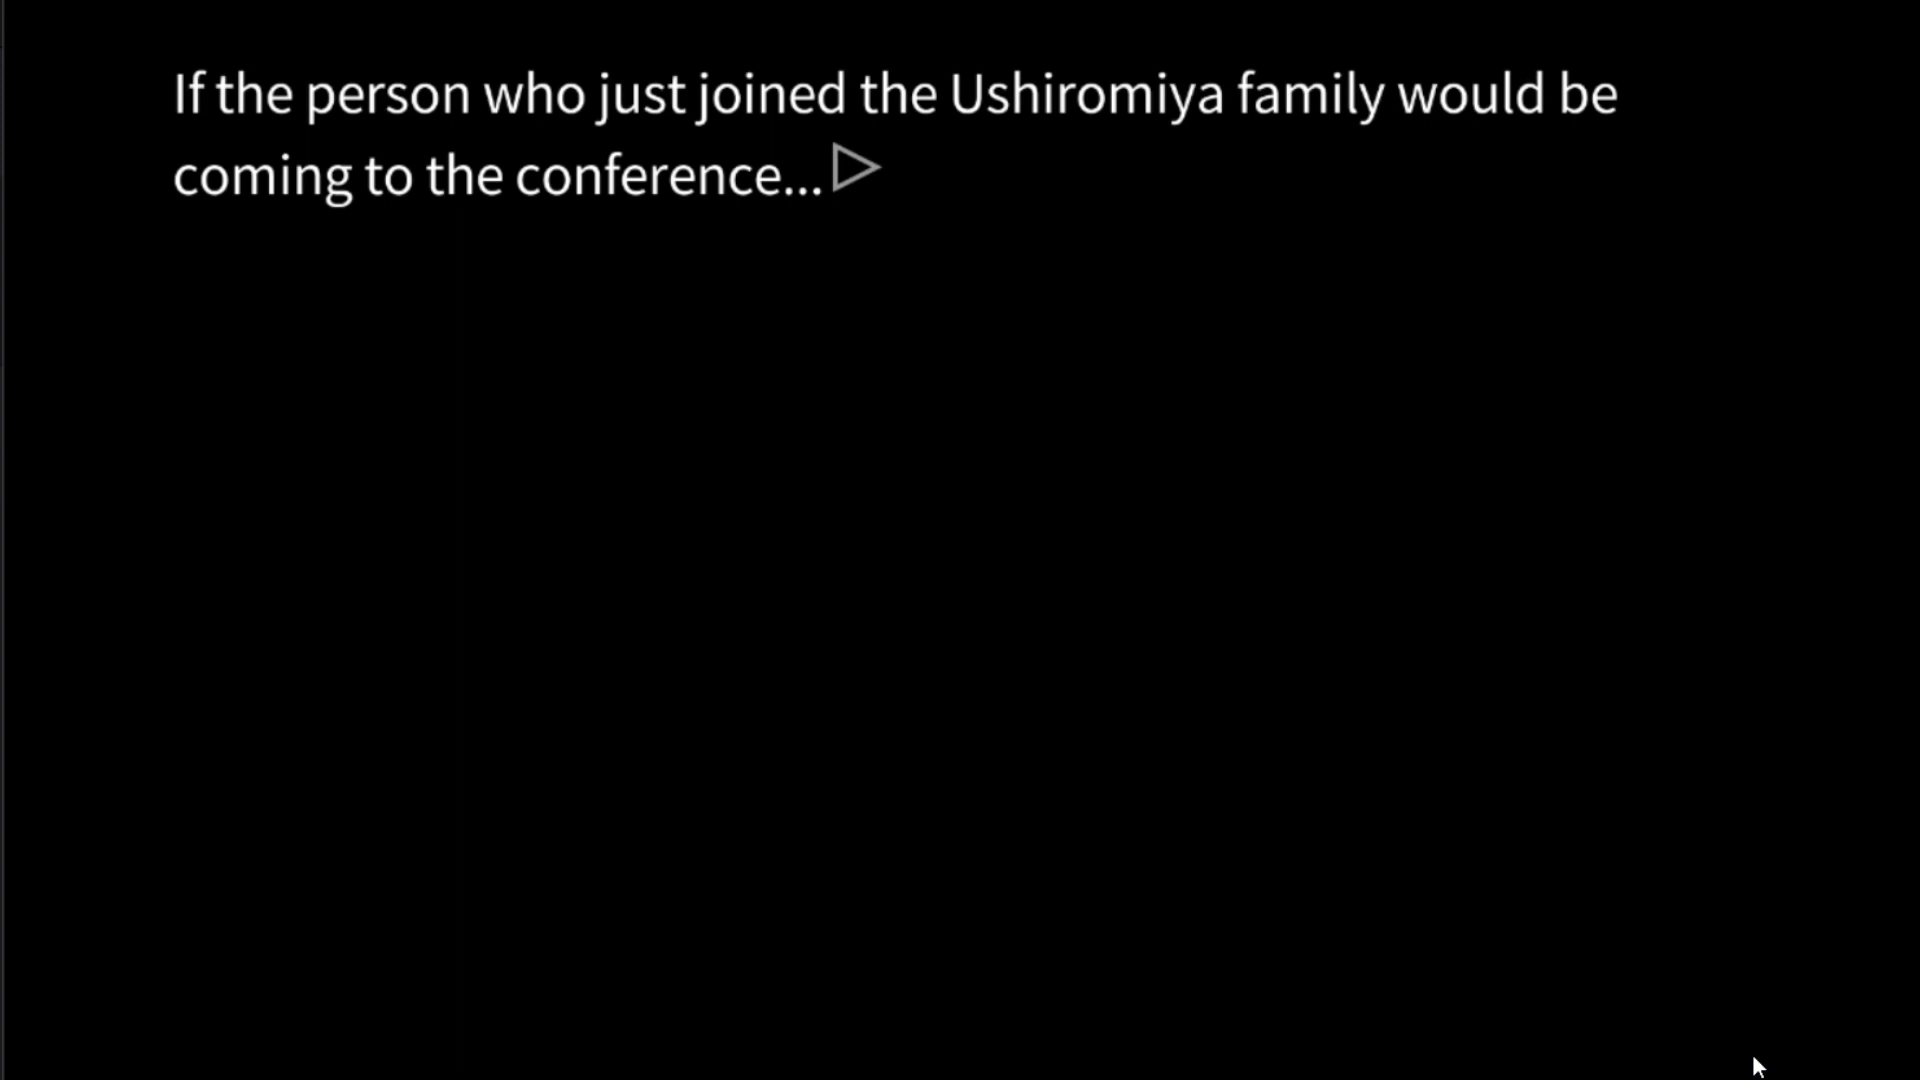 If the person who just joined the Ushiromiya family would be
coming to the conference...